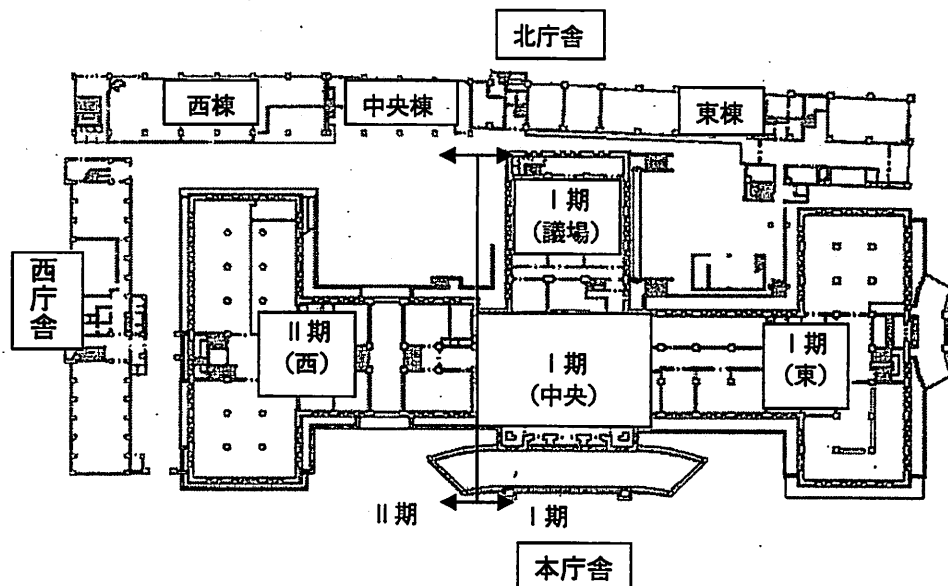 北庁舎
西棟
中央棟
東棟
Ⅰ期
(議場)
西庁舎
Ⅱ期
(西)
Ⅰ期
(中央)
Ⅰ期
(東)
Ⅱ期
Ⅰ期
本庁舎